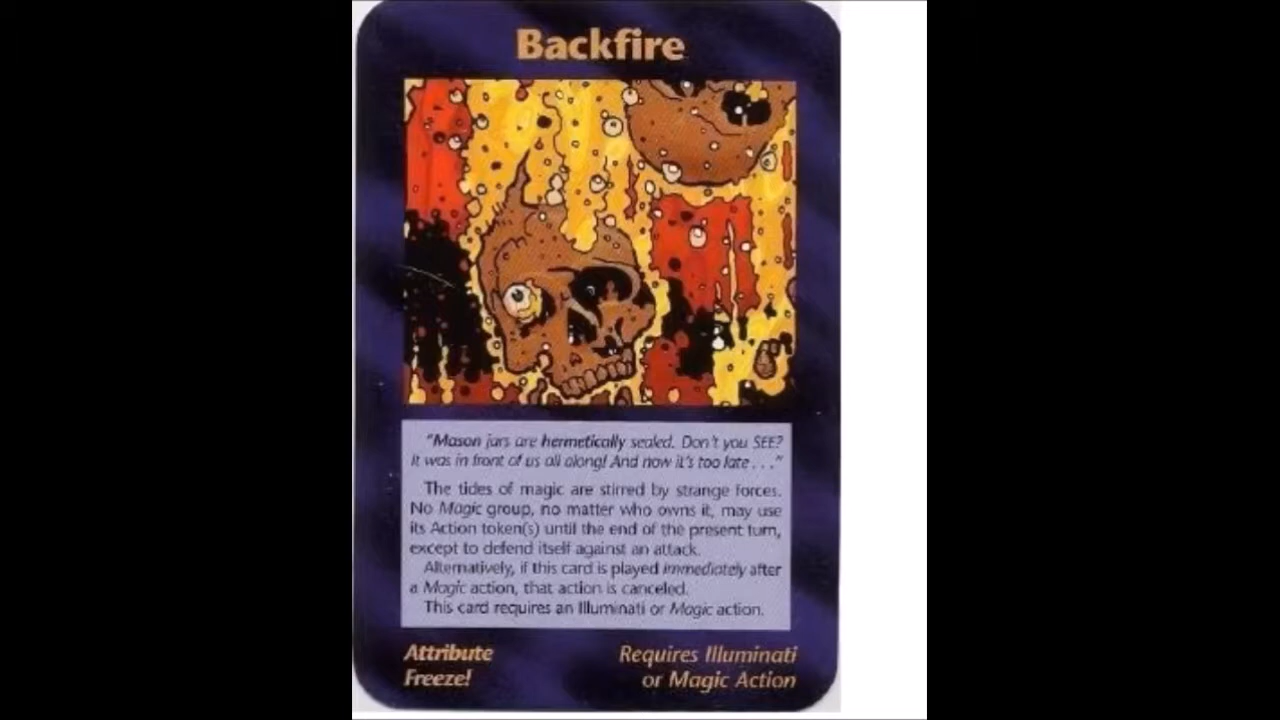 Backfire
"Mason jars are hermetically sealed. Don't you SEE?
It was in front of us all along! And now it's too late . . ."
The tides of magic are stirred by strange forces.
No Magic group, no matter who owns it, may use
its Action token(s) until the end of the present turn,
except to defend itself against an attack.
Alternatively, if this card is played immediately after
a Magic action, that action is canceled.
This card requires an Illuminati or Magic action.
Attribute
Freeze!
Requires Illuminati
or Magic Action